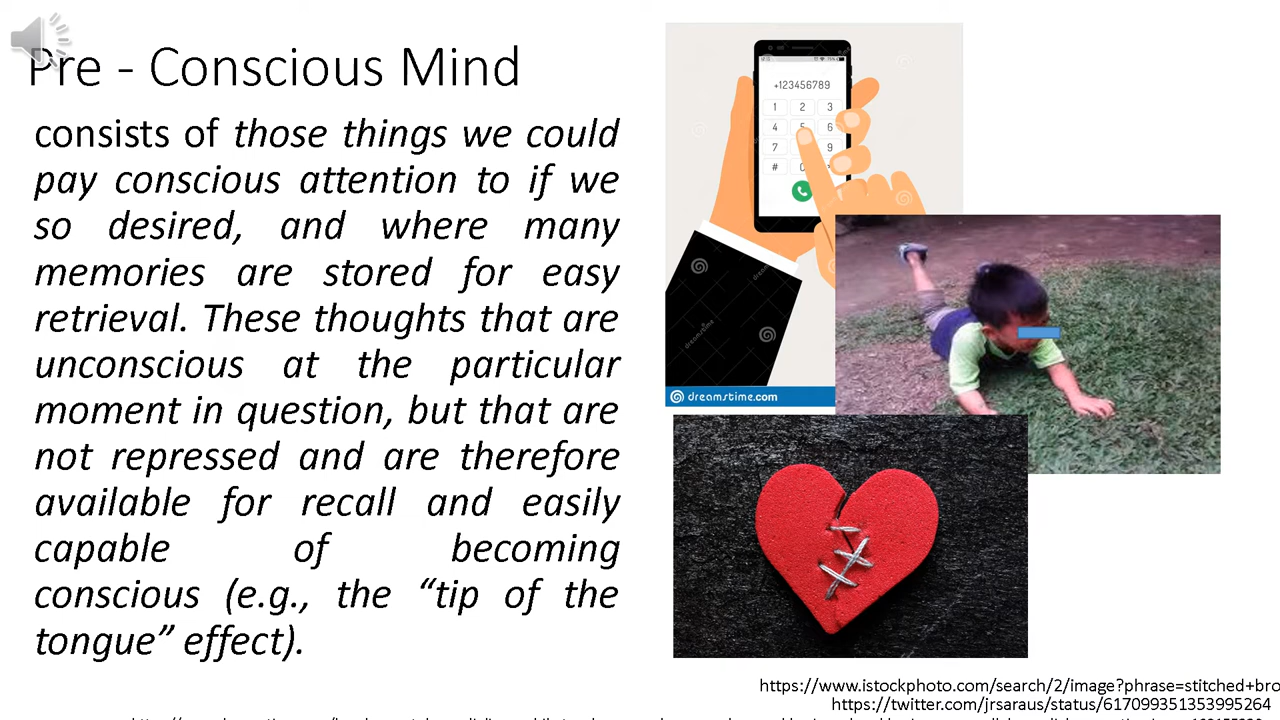 Pre - Conscious Mind
consists of those things we could
pay conscious attention to if we
so desired, and where many
memories are stored for easy
retrieval. These thoughts that are
unconscious at the particular
moment in question, but that are
not repressed and are therefore
available for recall and easily
capable of becoming
conscious (e.g., the “tip of the
tongue” effect).
+123456789
1 2 3
4 5 6
7 9
# 0
dreamstime
dreamstime.com
https://www.istockphoto.com/search/2/image?phrase=stitched+bro
https://twitter.com/jrsaraus/status/617099351353995264